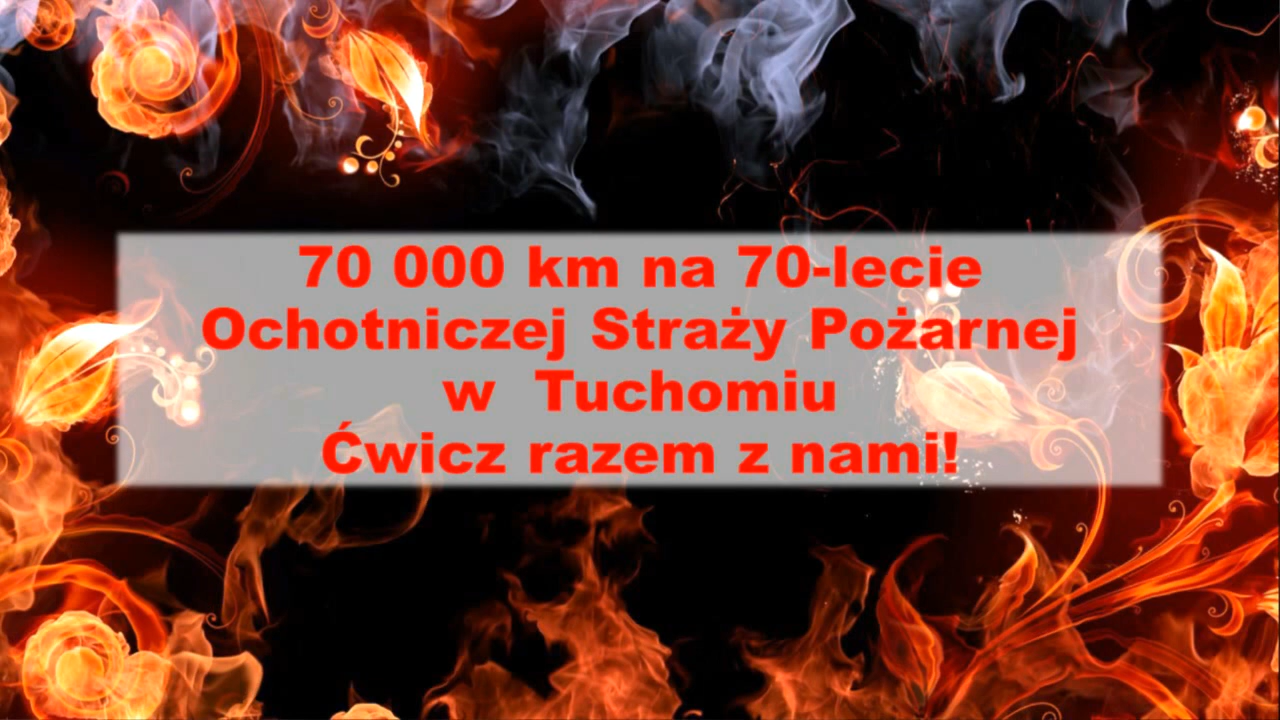 70 000 km na 70-lecie
Ochotniczej Straży Pożarnej
w Tuchomiu
Ćwicz razem z nami!